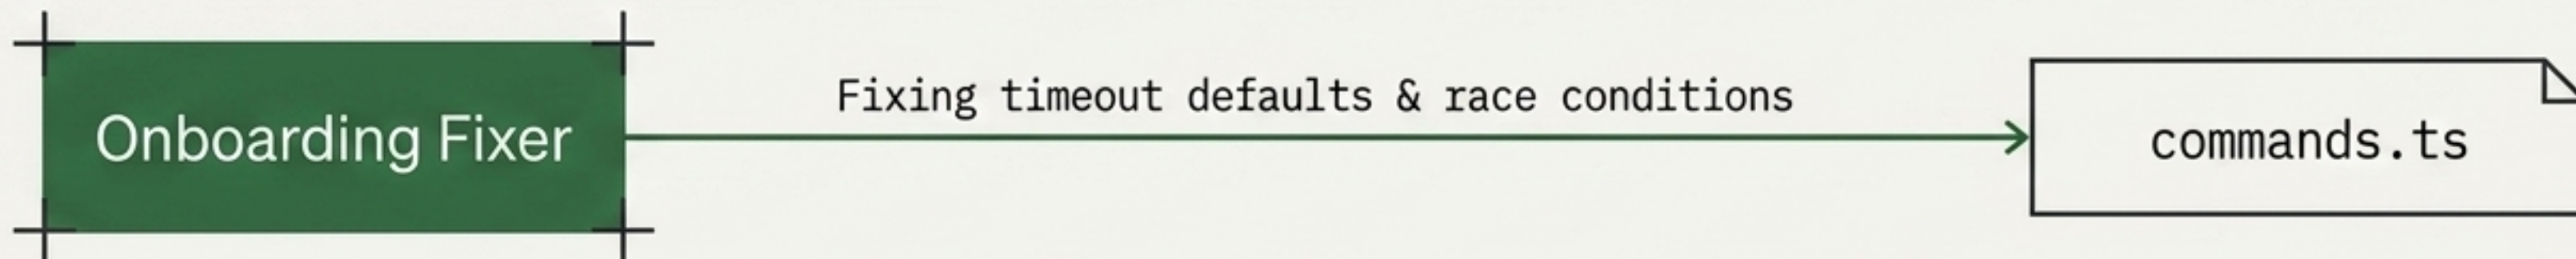 Onboarding Fixer
Fixing timeout defaults & race conditions
commands.ts